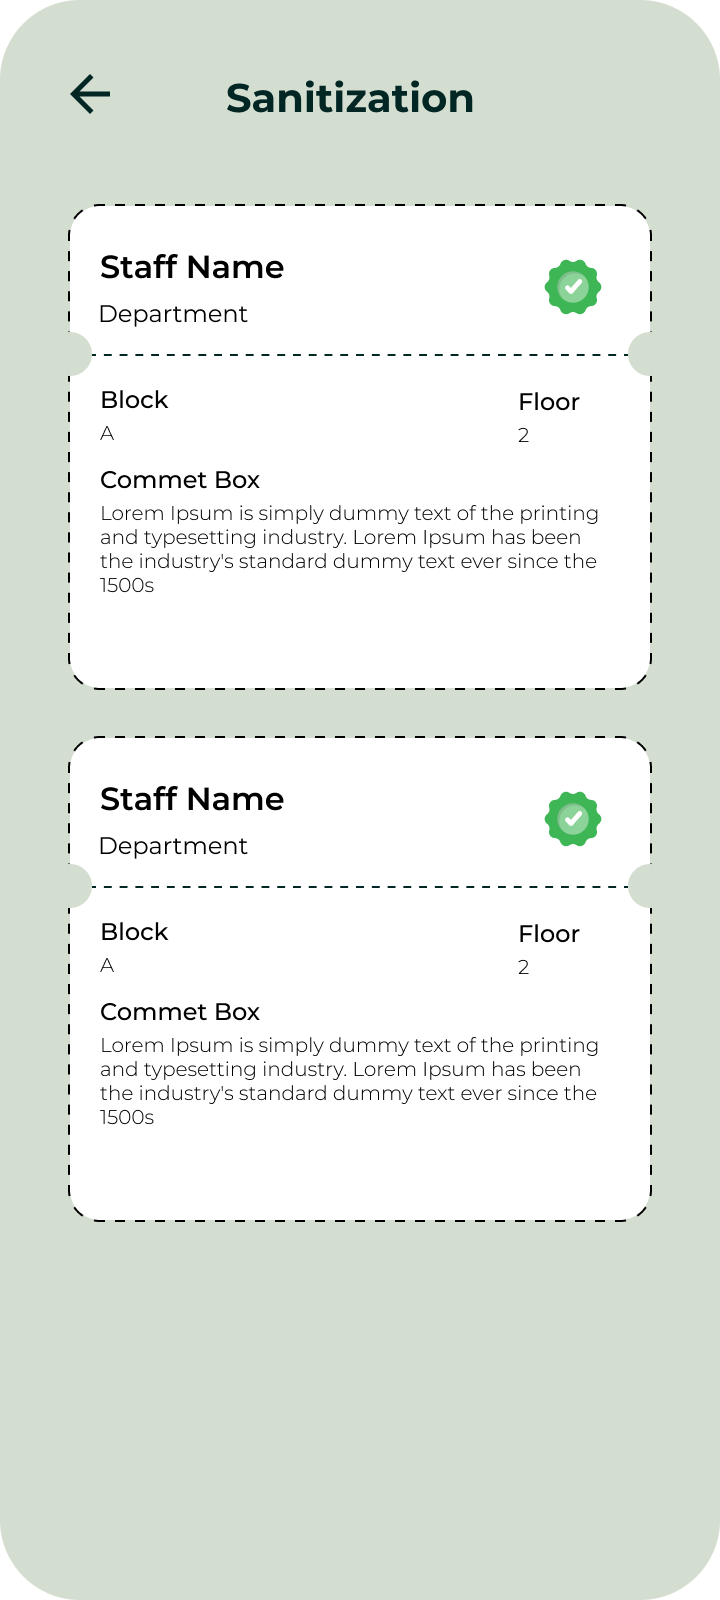 Sanitization
Staff Name
Department
Block
Floor
A
2
Commet Box
Lorem Ipsum is simply dummy text of the printing
and typesetting industry. Lorem Ipsum has been
the industry's standard dummy text ever since the
1500s
Staff Name
Department
Block
Floor
A
2
Commet Box
Lorem Ipsum is simply dummy text of the printing
and typesetting industry. Lorem Ipsum has been
the industry's standard dummy text ever since the
1500s